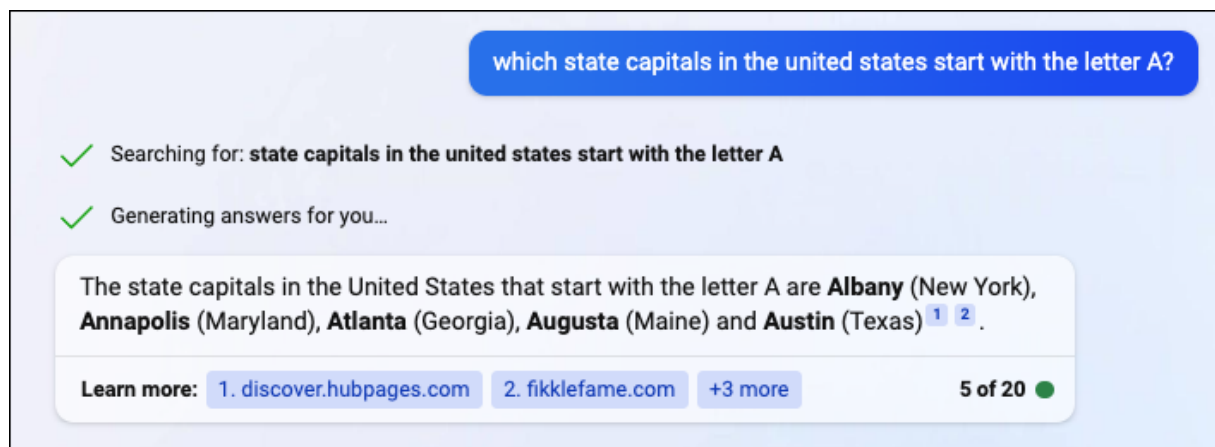 which state capitals in the united states start with the letter A?
Searching for: state capitals in the united states start with the letter A
Generating answers for you...
The state capitals in the United States that start with the letter A are Albany (New York),
Annapolis (Maryland), Atlanta (Georgia), Augusta (Maine) and Austin (Texas) 1 2 .
Learn more: 1. discover.hubpages.com 2. fikklefame.com +3 more 5 of 20